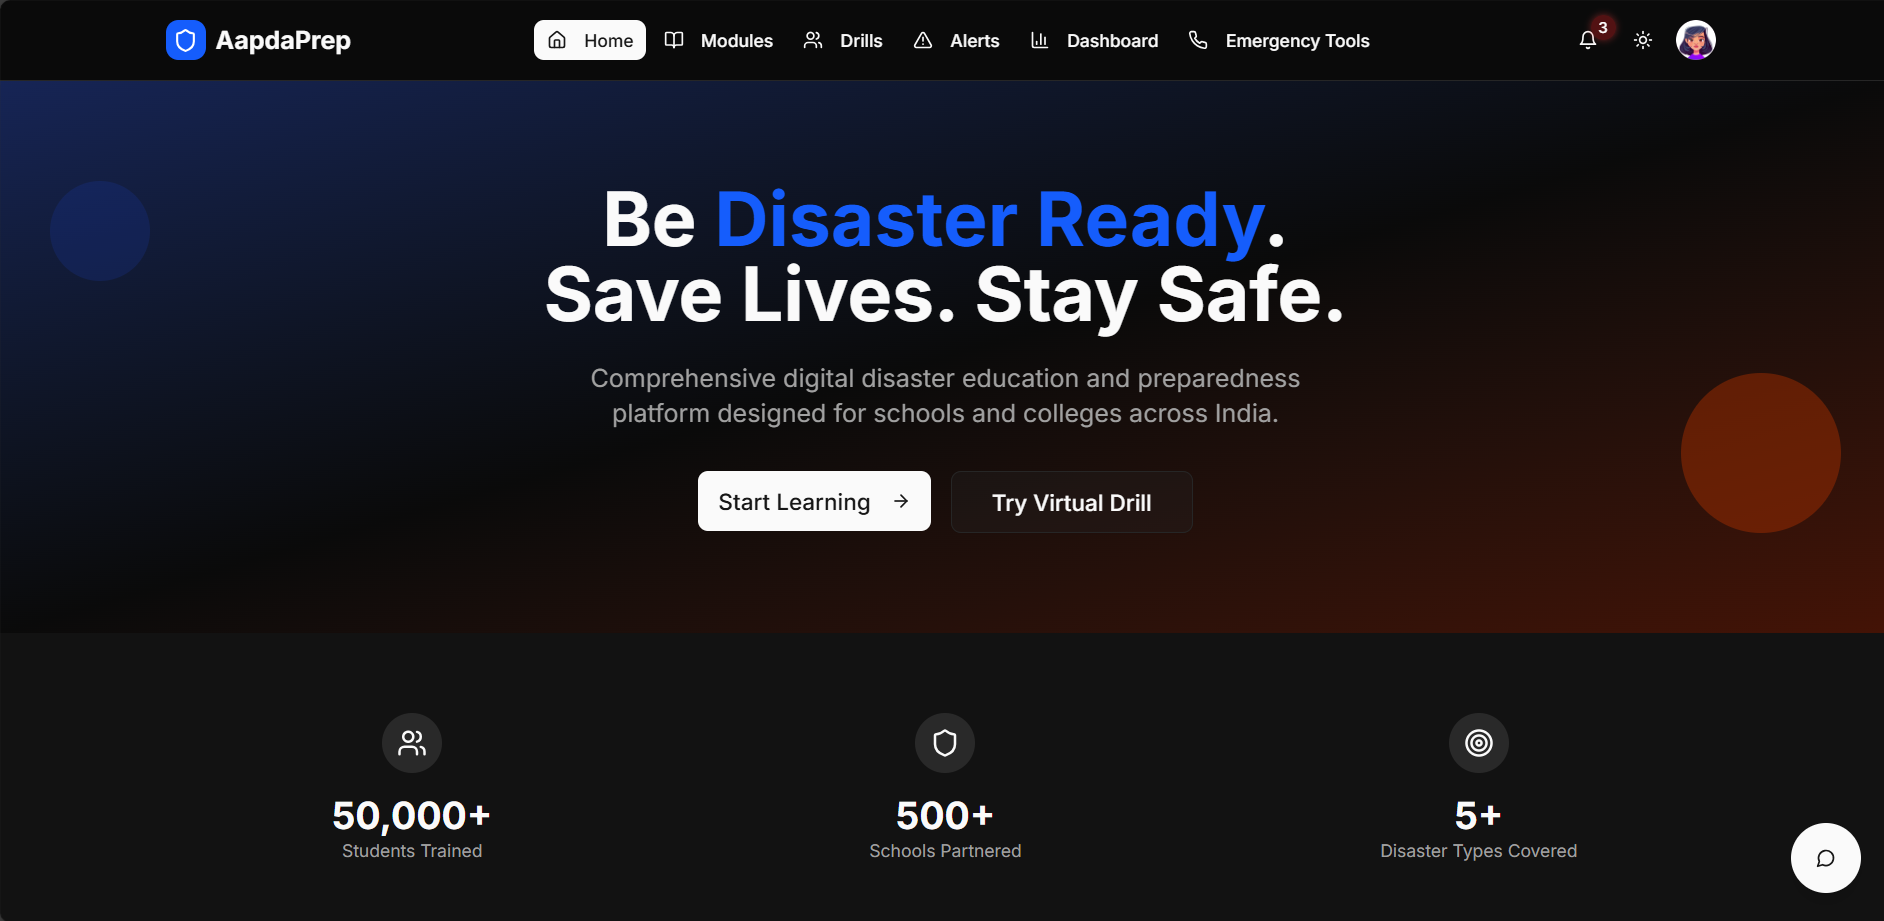 AapdaPrep
Home
Modules
Drills
Alerts
Dashboard
Emergency Tools
3
Be Disaster Ready.
Save Lives. Stay Safe.
Comprehensive digital disaster education and preparedness
platform designed for schools and colleges across India.
Start Learning
Try Virtual Drill
50,000+
Students Trained
500+
Schools Partnered
5+
Disaster Types Covered